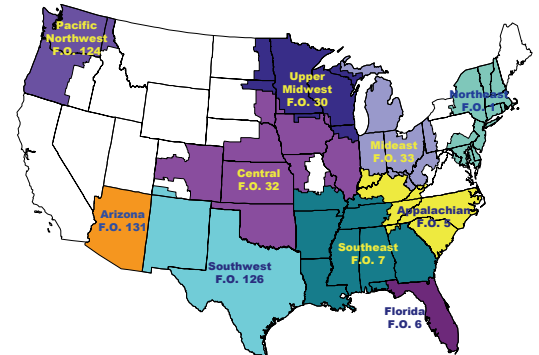 Pacific
Northwest
F.O. 124
Upper
Midwest
F.O. 30
Northeast
F.O. 1
Mideast
F.O. 33
Central
F.O. 32
Arizona
F.O. 131
Appalachian
F.O. 5
Southeast
F.O. 7
Southwest
F.O. 126
Florida
F.O. 6